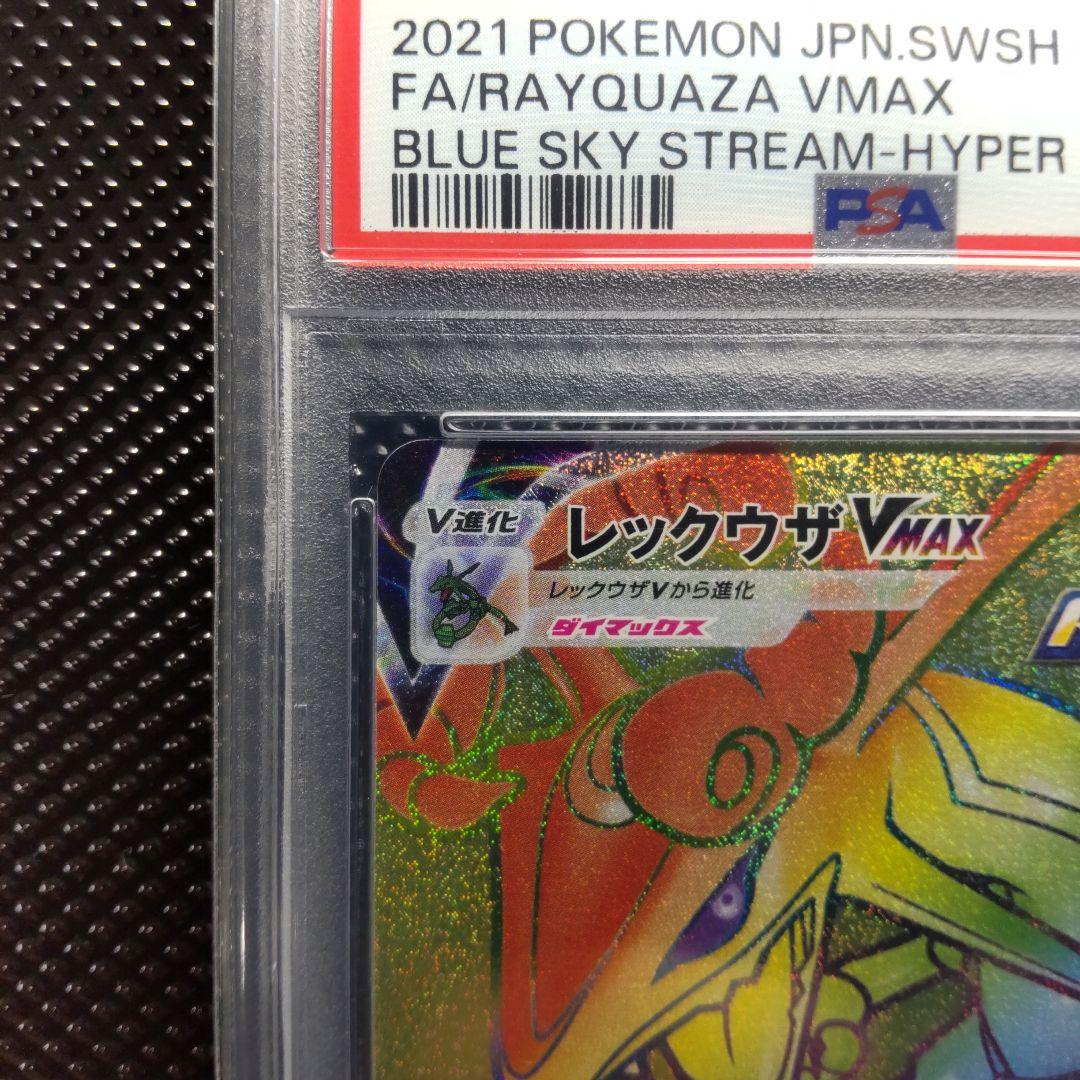 2021 POKEMON JPN.SWSH
FA/RAYQUAZA VMAX
BLUE SKY STREAM-HYPER
PSA
V進化
レックウザVMAX
レックウザVから進化
ダイマックス